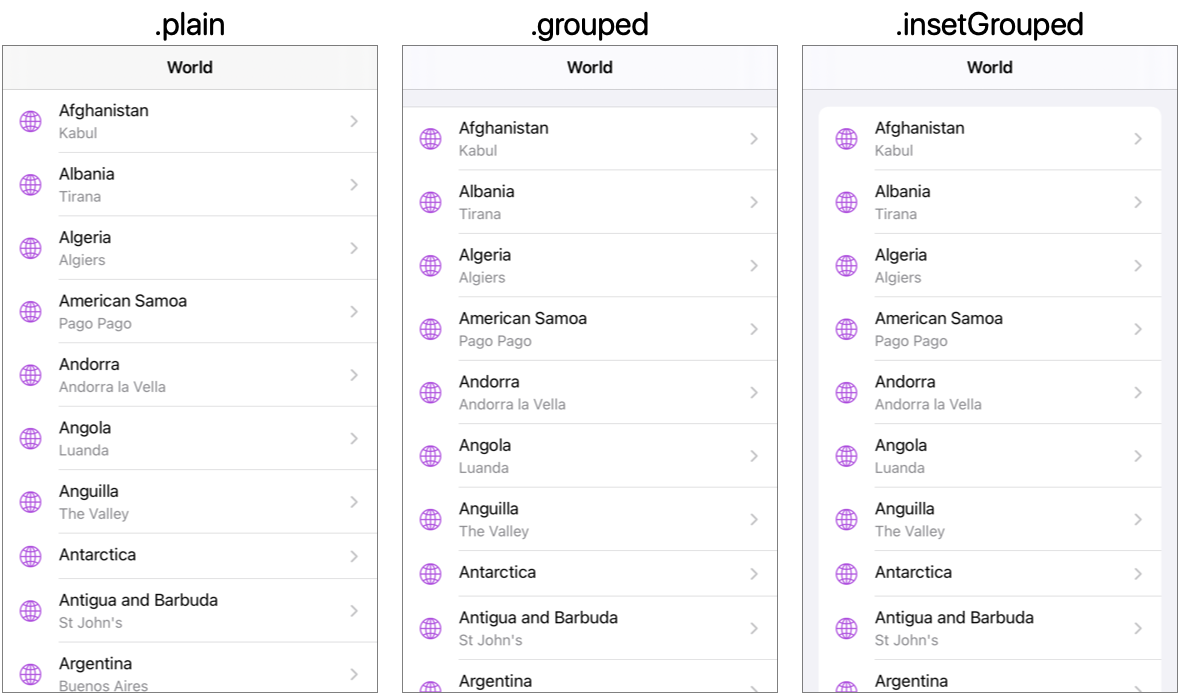 .plain
World
Afghanistan
Kabul
Albania
Tirana
Algeria
Algiers
American Samoa
Pago Pago
Andorra
Andorra la Vella
Angola
Luanda
Anguilla
The Valley
Antarctica
Antigua and Barbuda
St John's
Argentina
Buenos Aires
.grouped
World
Afghanistan
Kabul
Albania
Tirana
Algeria
Algiers
American Samoa
Pago Pago
Andorra
Andorra la Vella
Angola
Luanda
Anguilla
The Valley
Antarctica
Antigua and Barbuda
St John's
Argentina
.insetGrouped
World
Afghanistan
Kabul
Albania
Tirana
Algeria
Algiers
American Samoa
Pago Pago
Andorra
Andorra la Vella
Angola
Luanda
Anguilla
The Valley
Antarctica
Antigua and Barbuda
St John's
Argentina